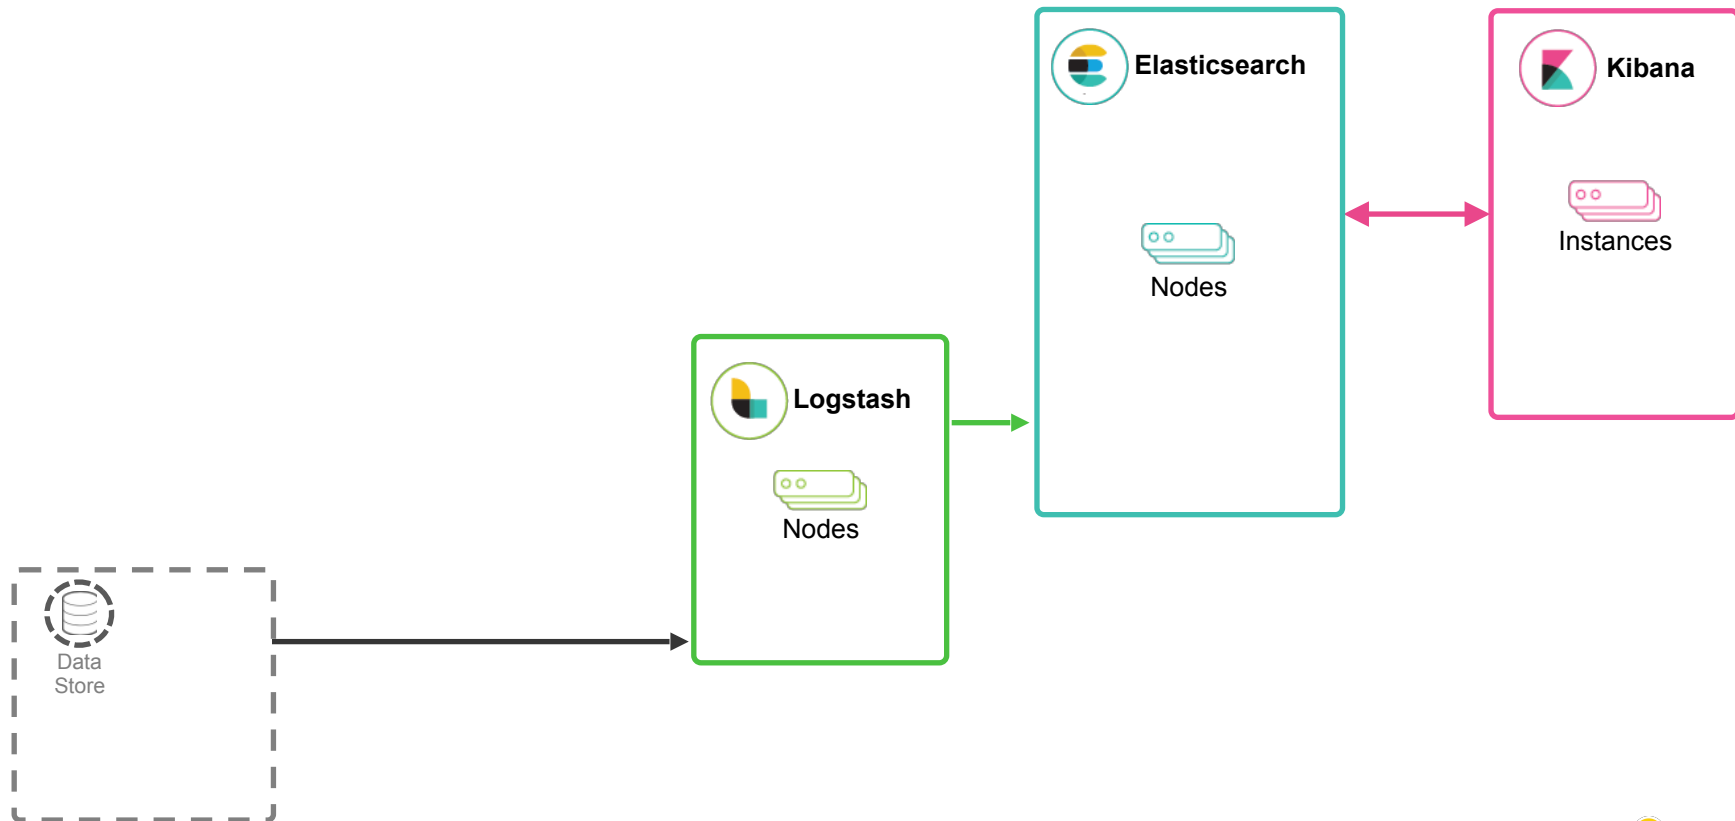 Elasticsearch
Nodes
Kibana
Instances
Logstash
Nodes
Data
Store